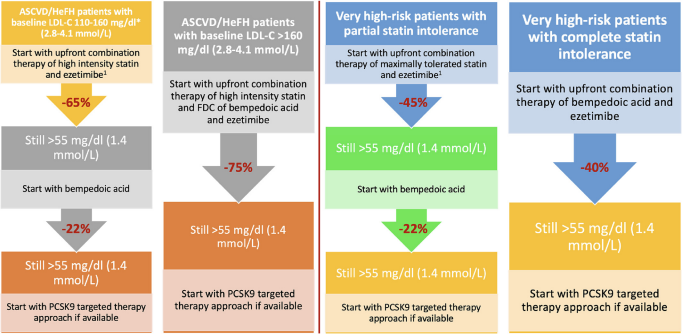 ASCVD/HeFH patients with
baseline LDL-C 110-160 mg/dl*
(2.8-4.1 mmol/L)
Start with upfront combination
therapy of high intensity statin
and ezetimibe¹
-65%
Still >55 mg/dl (1.4
mmol/L)
Start with bempedoic acid
-22%
Still >55 mg/dl (1.4
mmol/L)
Start with PCSK9 targeted therapy
approach if available
ASCVD/HeFH patients
with baseline LDL-C >160
mg/dl (2.8-4.1 mmol/L)
Start with upfront combination
therapy of high intensity statin
and FDC of bempedoic acid
and ezetimibe
-75%
Still >55 mg/dl (1.4
mmol/L)
Start with PCSK9 targeted
therapy approach if available
Very high-risk patients with
partial statin intolerance
Start with upfront combination
therapy of maximally tolerated statin
and ezetimibe¹
-45%
Still >55 mg/dl (1.4 mmol/L)
Start with bempedoic acid
-22%
Still >55 mg/dl (1.4 mmol/L)
Start with PCSK9 targeted therapy
approach if available
Very high-risk patients
with complete statin
intolerance
Start with upfront combination
therapy of bempedoic acid and
ezetimibe
-40%
Still >55 mg/dl (1.4
mmol/L)
Start with PCSK9 targeted therapy
approach if available